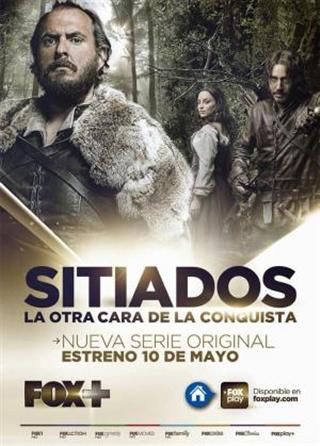 SITIADOS
LA OTRA CARA DE LA CONQUISTA
→NUEVA SERIE ORIGINAL
ESTRENO 10 DE MAYO
FOX+
FOX play
Disponible en
foxplay.com